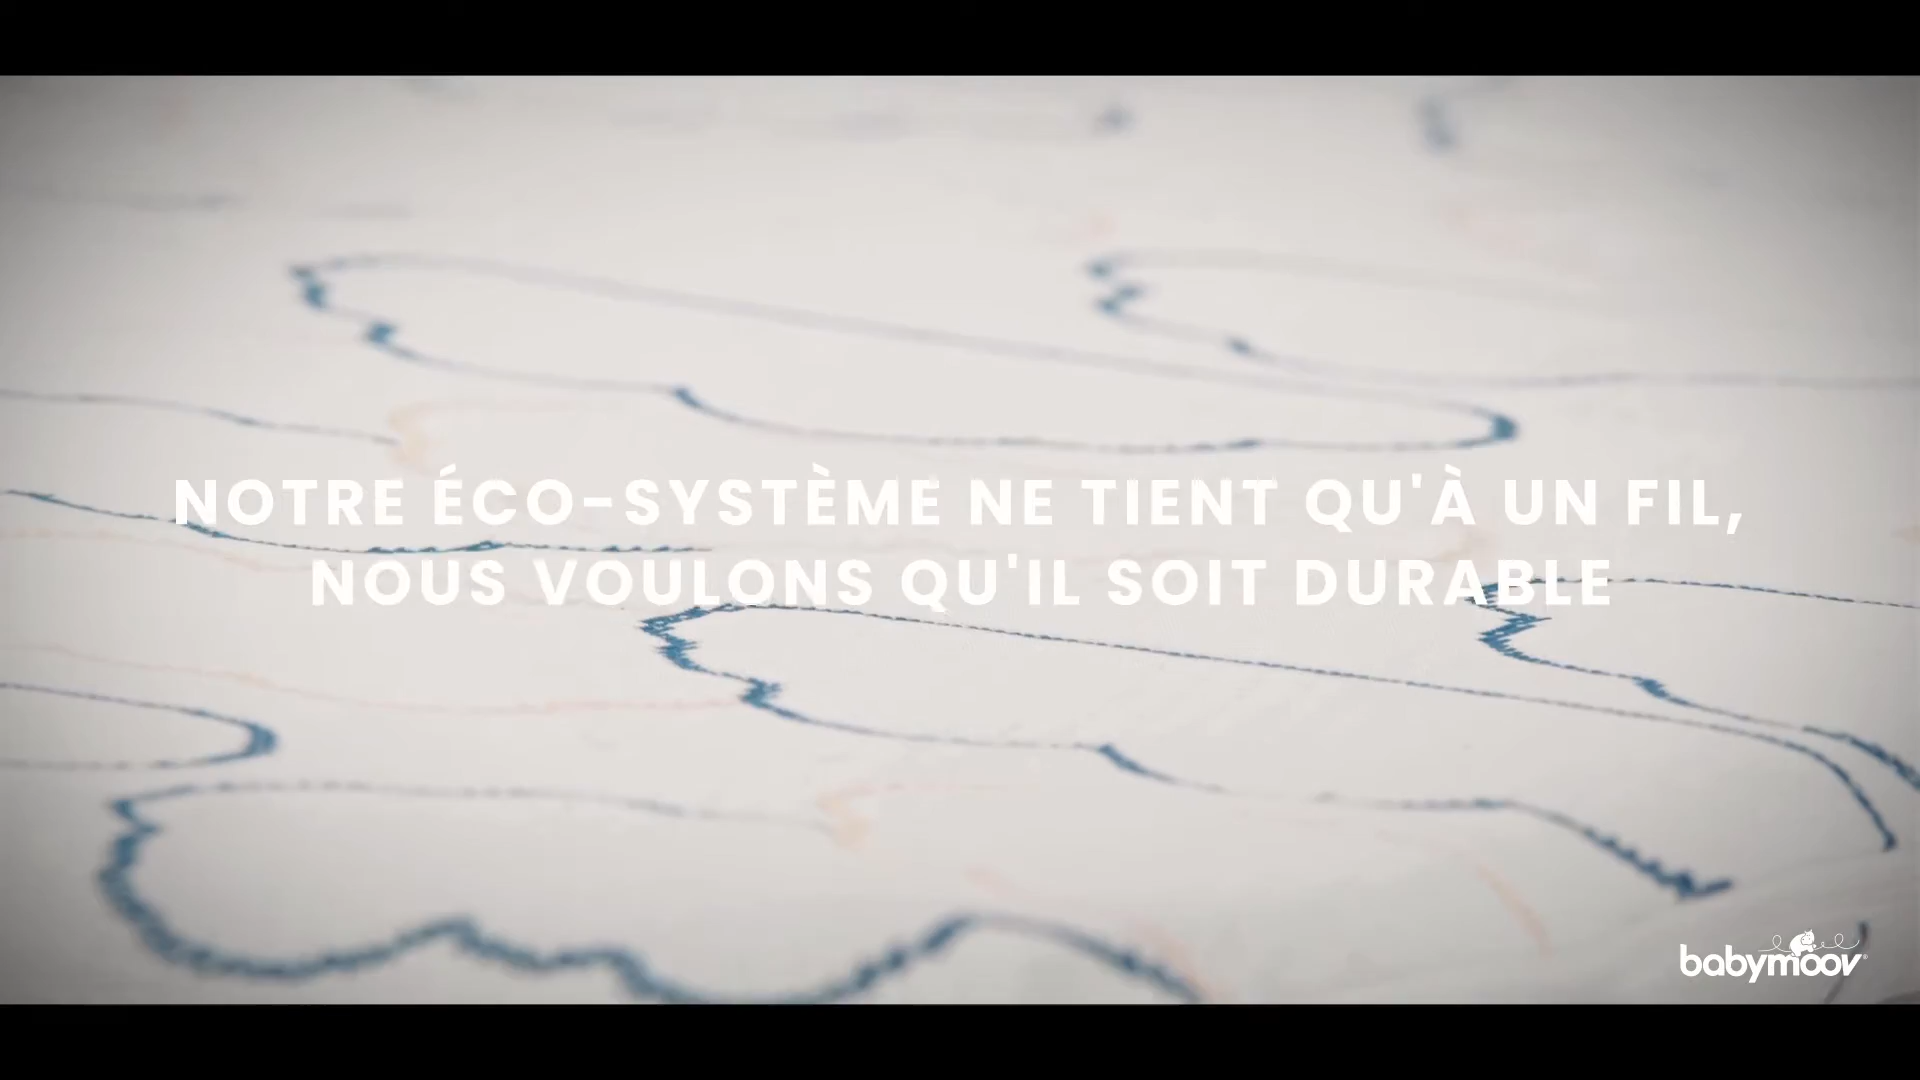 NOTRE ÉCO-SYSTÈME NE TIENT QU'À UN FIL,
NOUS VOULONS QU'IL SOIT DURABLE
babymoov®